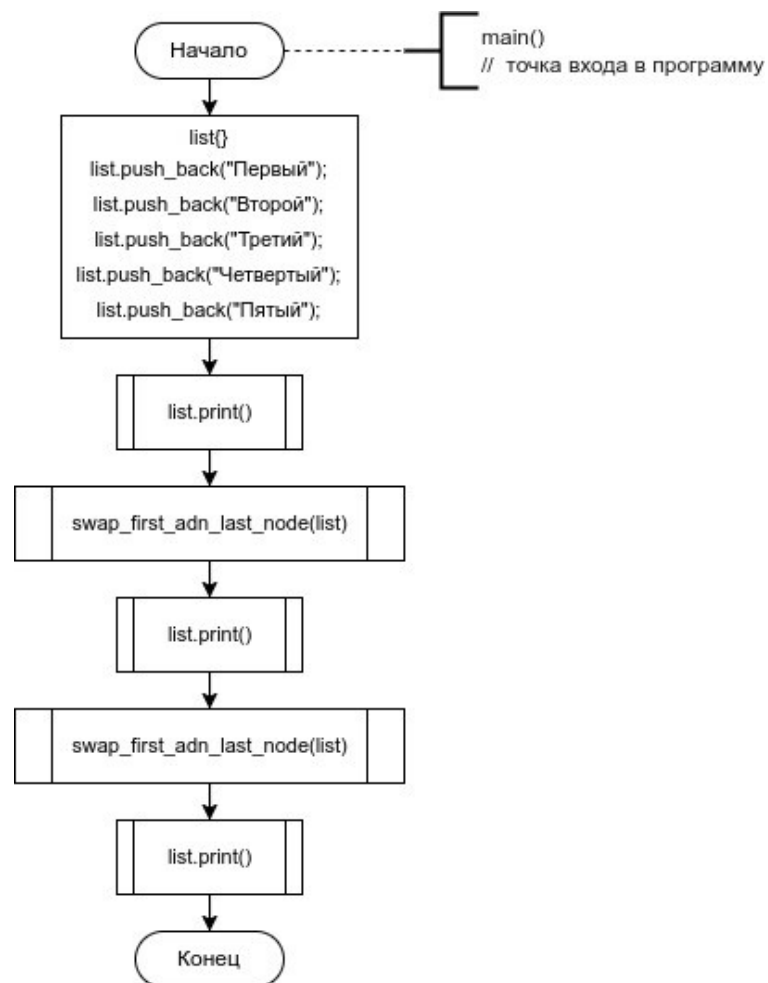 Начало
main()
// точка входа в программу
list{}
list.push_back("Первый");
list.push_back("Второй");
list.push_back("Третий");
list.push_back("Четвертый");
list.push_back("Пятый");
list.print()
swap_first_adn_last_node(list)
list.print()
swap_first_adn_last_node(list)
list.print()
Конец